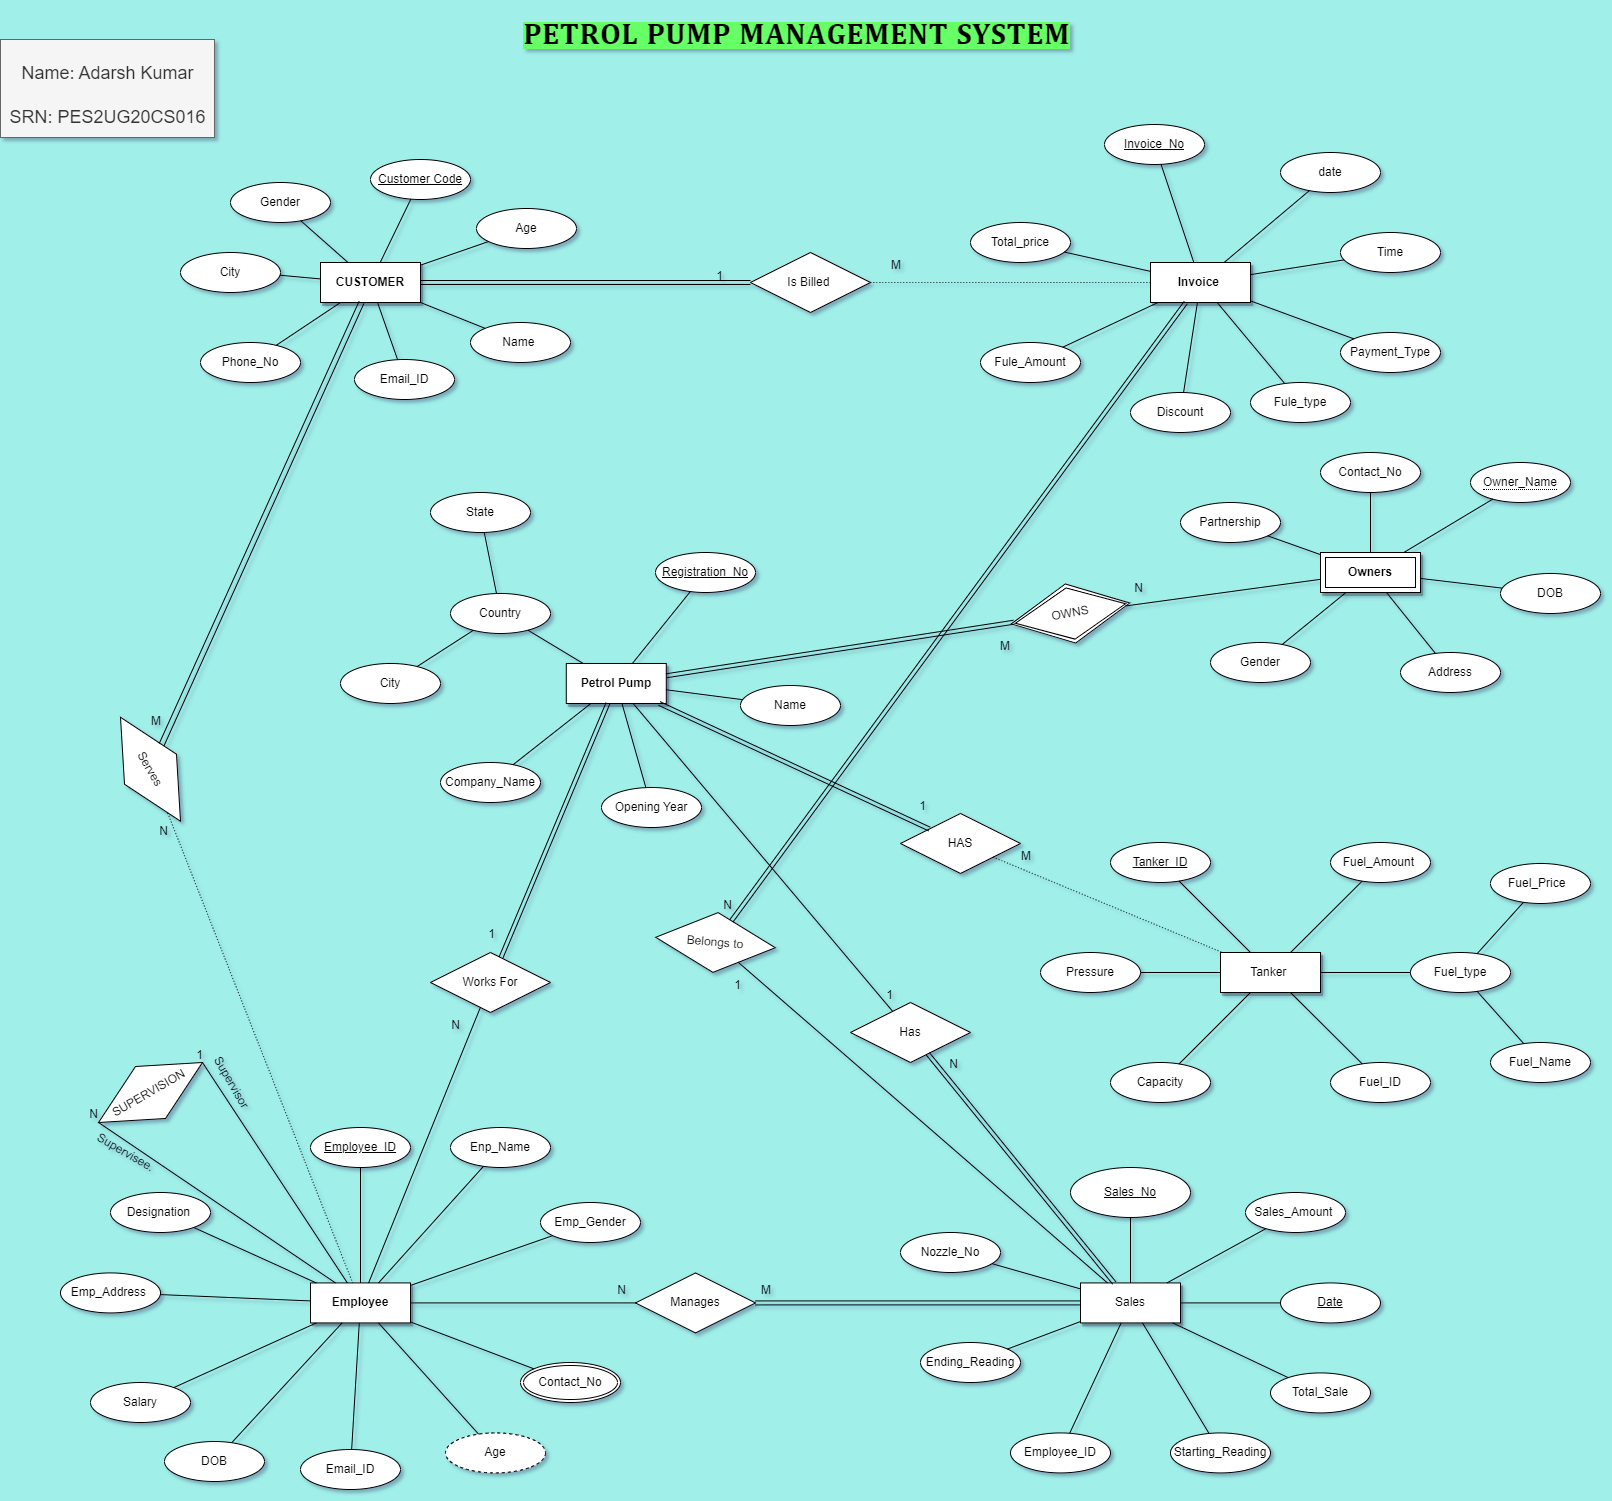 PETROL PUMP MANAGEMENT SYSTEM
Name: Adarsh Kumar
SRN: PES2UG20CS016
Invoice_No
date
Customer Code
Gender
Age
Total_price
Time
City
CUSTOMER
1
Is Billed
M
Invoice
Name
Phone_No
Email_ID
Fule_Amount
Payment_Type
Discount
Fule_type
Contact_No
Owner_Name
State
Partnership
Registration_No
Owners
Country
N
OWNS
DOB
M
Petrol Pump
City
Gender
Address
Name
M
Serves
N
Company_Name
Opening Year
1
HAS
M
Tanker_ID
Fuel_Amount
Fuel_Price
N
Belongs to
1
1
Works For
N
Pressure
Tanker
Fuel_type
1
Has
N
Capacity
Fuel_ID
Fuel_Name
1
SUPERVISION
Supervisor
N
Supervisee.
Employee_ID
Enp_Name
Designation
Emp_Gender
Sales_No
Sales_Amount
Nozzle_No
Emp_Address
Employee
N
Manages
M
Sales
Date
Ending_Reading
Contact_No
Total_Sale
Salary
Age
Employee_ID
Starting_Reading
DOB
Email_ID